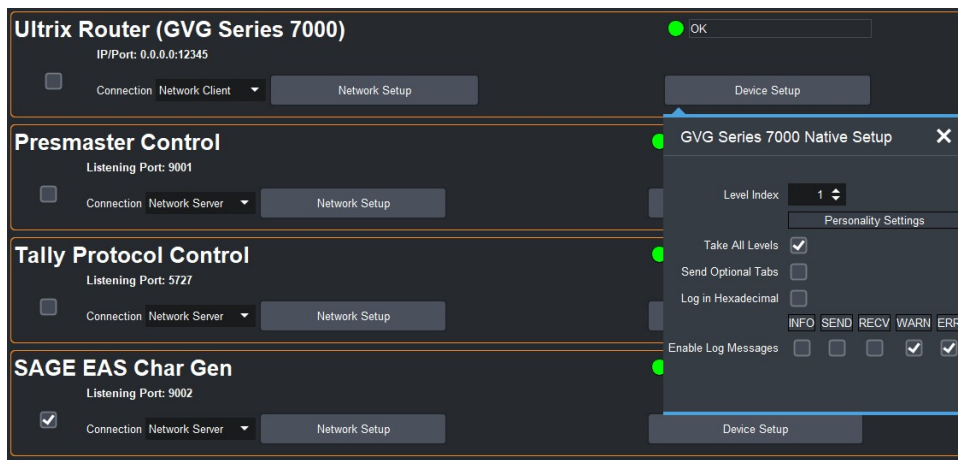 Ultrix Router (GVG Series 7000)
OK
IP/Port: 0.0.0.0:12345
Connection Network Client Network Setup Device Setup
Presmaster Control
Listening Port: 9001
Connection Network Server Network Setup
Tally Protocol Control
Listening Port: 5727
Connection Network Server Network Setup
SAGE EAS Char Gen
Listening Port: 9002
Connection Network Server Network Setup Device Setup
GVG Series 7000 Native Setup
Level Index 1
Personality Settings
Take All Levels
Send Optional Tabs
Log in Hexadecimal
INFO SEND RECV WARN ERR
Enable Log Messages